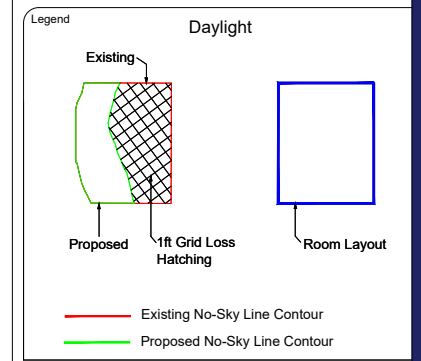 Legend
Daylight
Existing
Proposed
1ft Grid Loss
Hatching
Room Layout
Existing No-Sky Line Contour
Proposed No-Sky Line Contour